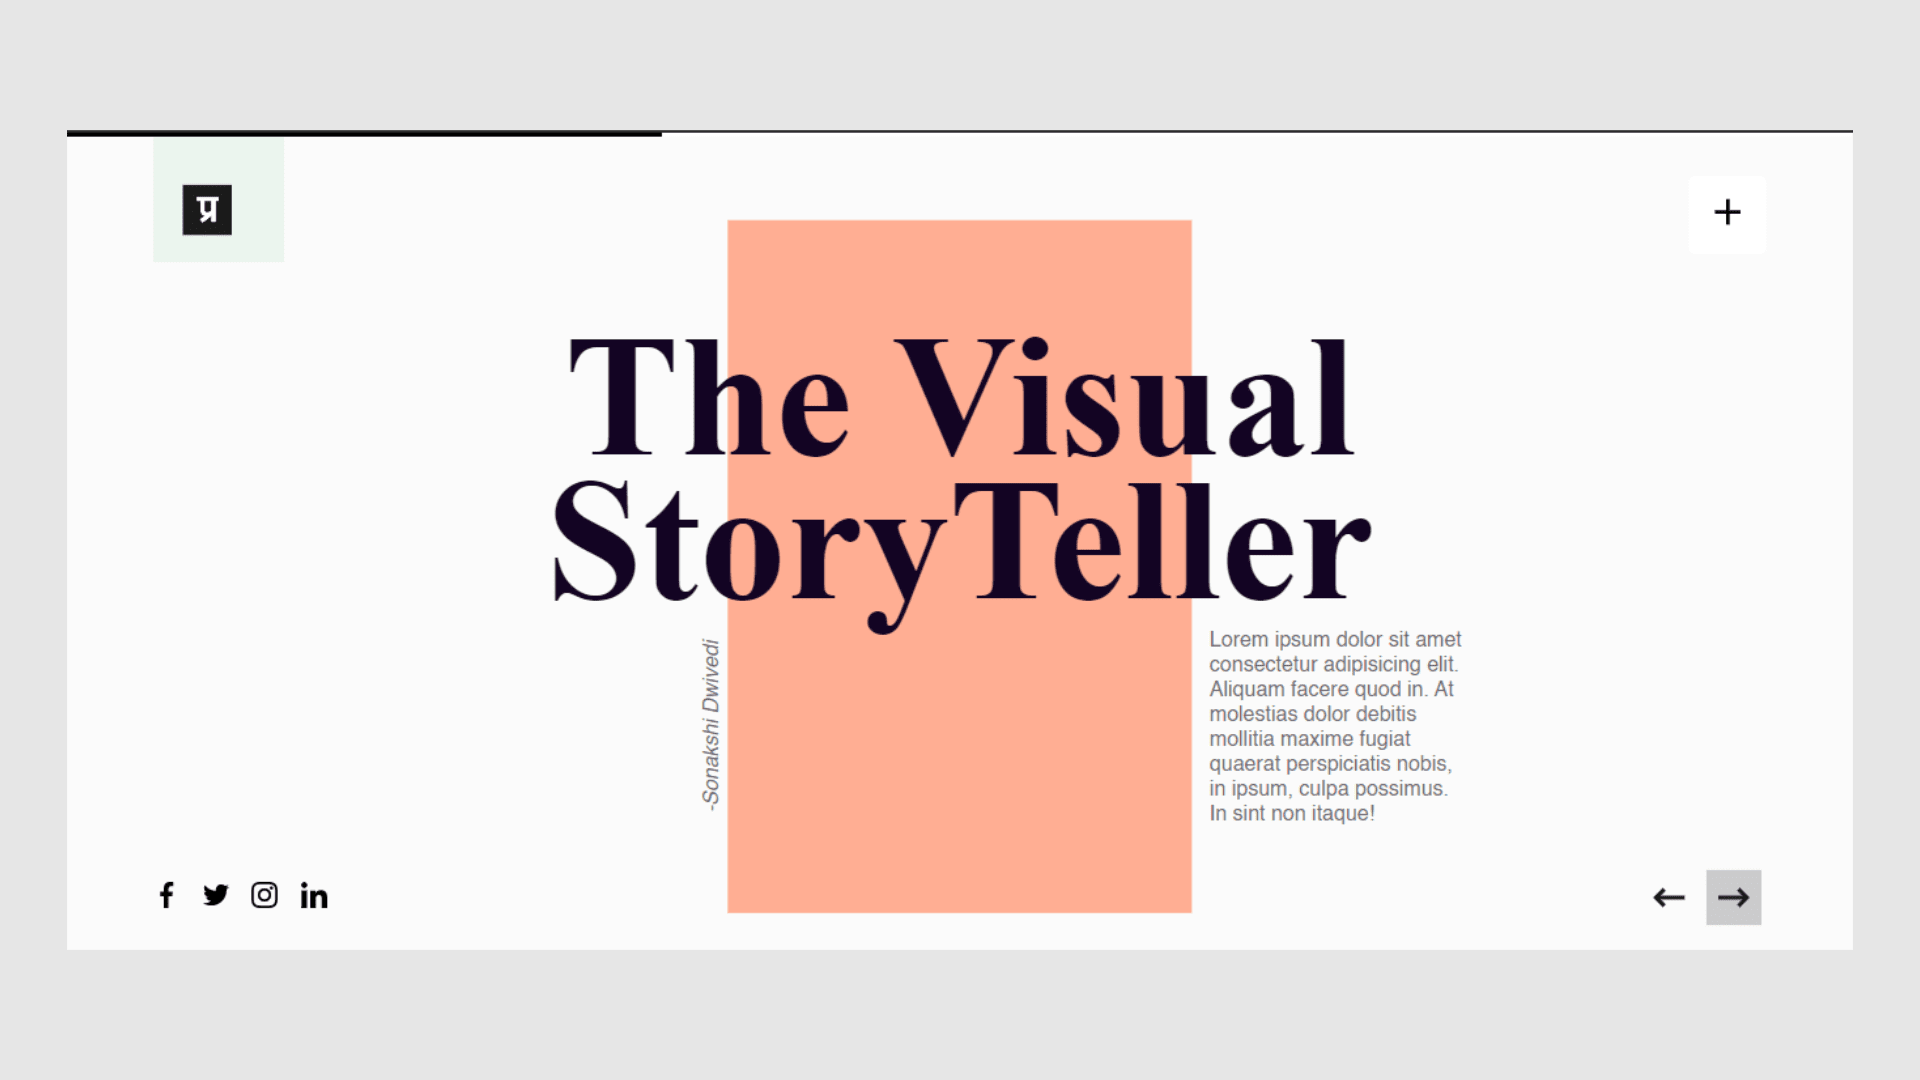 प्र
The Visual
StoryTeller
-Sonakshi Dwivedi
Lorem ipsum dolor sit amet
consectetur adipisicing elit.
Aliquam facere quod in. At
molestias dolor debitis
mollitia maxime fugiat
quaerat perspiciatis nobis,
in ipsum, culpa possimus.
In sint non itaque!